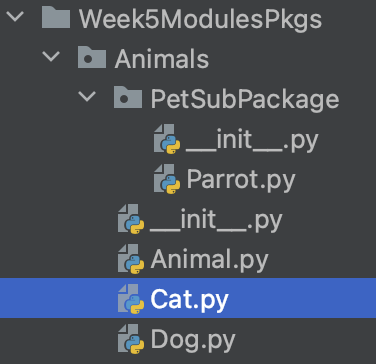 Week5ModulesPkgs
Animals
PetSubPackage
__init__.py
Parrot.py
__init__.py
Animal.py
Cat.py
Dog.py